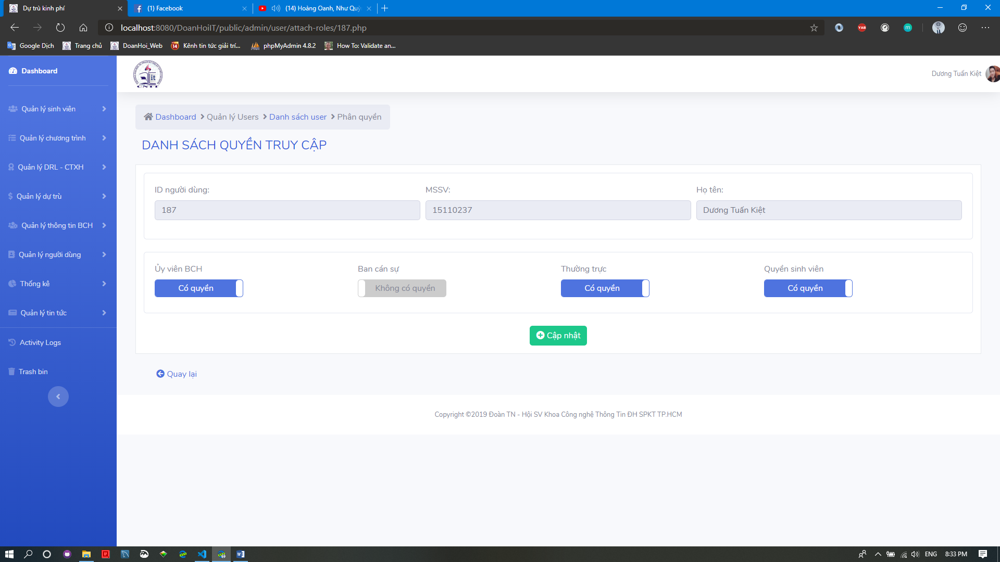 Dự trù kinh phí
(1) Facebook
(14) Hoàng Oanh, Như Quỳ
localhost:8080/DoanHoiIT/public/admin/user/attach-roles/187.php
YAB
m
Google Dịch
Trang chủ
DoanHoi_Web
14
Kênh tin tức giải trí...
phpMyAdmin 4.8.2
How To: Validate an...
Dashboard
Quản lý sinh viên
Quản lý chương trình
Quản lý DRL - CTXH
Quản lý dự trù
Quản lý thông tin BCH
Quản lý người dùng
Thống kê
Quản lý tin tức
Activity Logs
Trash bin
it
CNTT
Dương Tuấn Kiệt
Dashboard
Quản lý Users
Danh sách user
Phân quyền
DANH SÁCH QUYỀN TRUY CẬP
ID người dùng:
MSSV:
Họ tên:
187
15110237
Dương Tuấn Kiệt
Ủy viên BCH
Ban cán sự
Thường trực
Quyền sinh viên
Có quyền
Không có quyền
Có quyền
Có quyền
Cập nhật
Quay lại
Copyright ©2019 Đoàn TN - Hội SV Khoa Công nghệ Thông Tin ĐH SPKT TP.HCM
ENG
8:33 PM